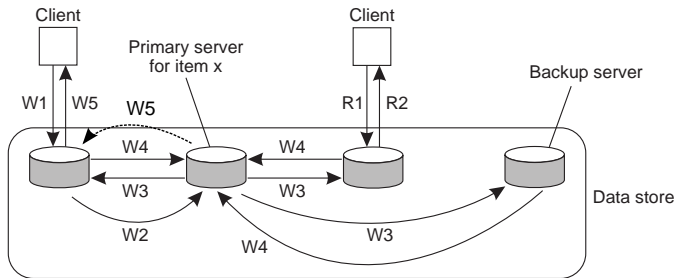 Client
Client
Primary server
for item x
Backup server
W1
W5
W5
R1
R2
W4
W4
W3
W3
Data store
W2
W4
W3